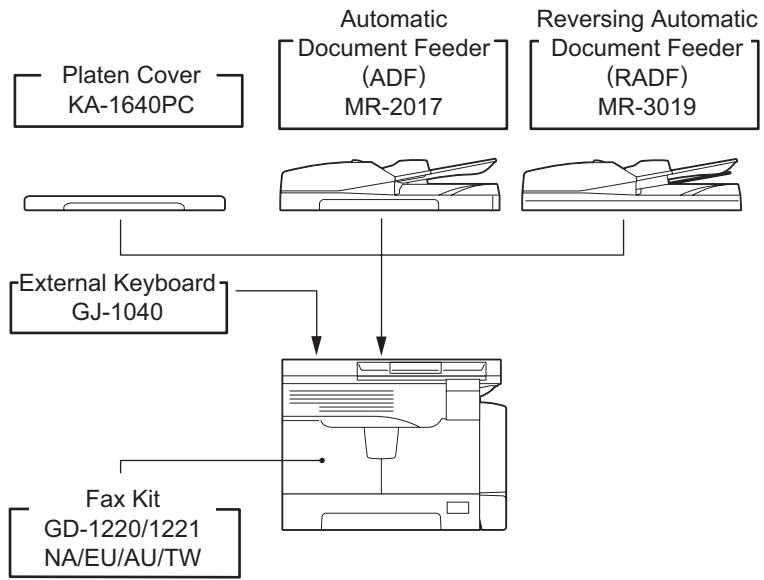 Platen Cover
KA-1640PC
Automatic
Document Feeder
(ADF)
MR-2017
Reversing Automatic
Document Feeder
(RADF)
MR-3019
External Keyboard
GJ-1040
Fax Kit
GD-1220/1221
NA/EU/AU/TW